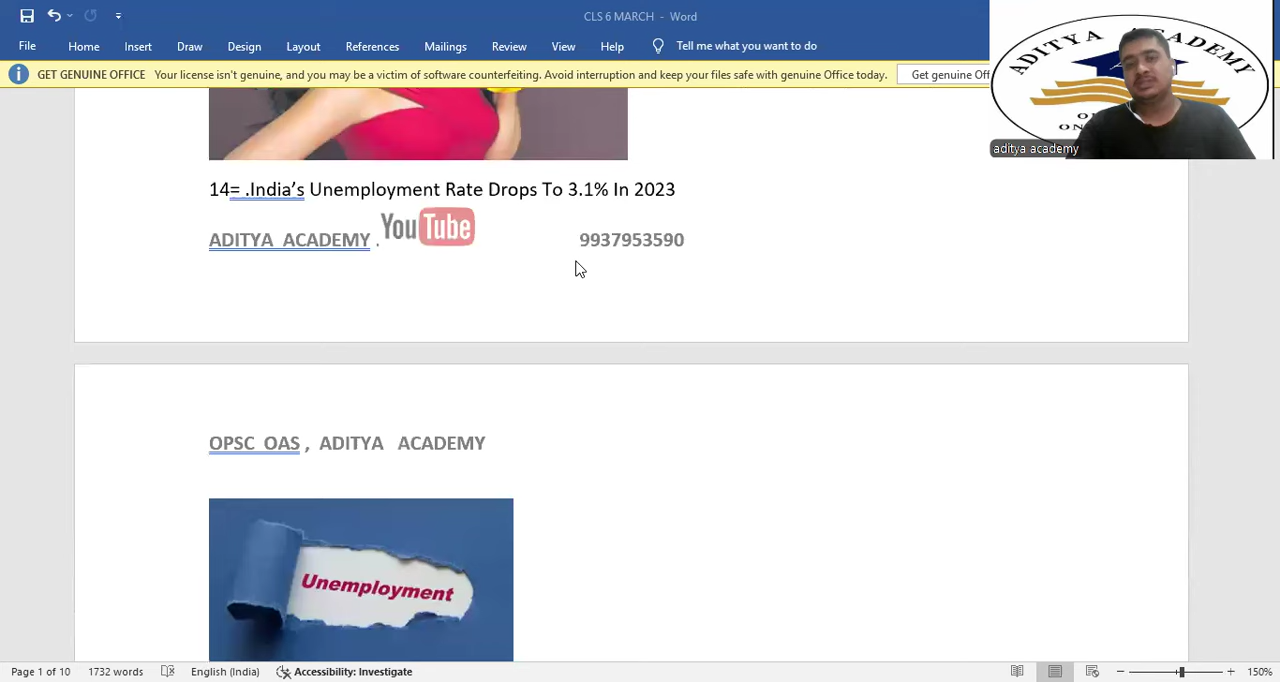 CLS 6 MARCH - Word
File Home Insert Draw Design Layout References Mailings Review View Help Tell me what you want to do
GET GENUINE OFFICE Your license isn't genuine, and you may be a victim of software counterfeiting. Avoid interruption and keep your files safe with genuine Office today. Get genuine Off
ADITYA ACADEMY
aditya academy
14= .India’s Unemployment Rate Drops To 3.1% In 2023
ADITYA ACADEMY . YouTube 9937953590
OPSC OAS , ADITYA ACADEMY
Unemployment
Page 1 of 10 1732 words English (India) Accessibility: Investigate 150%